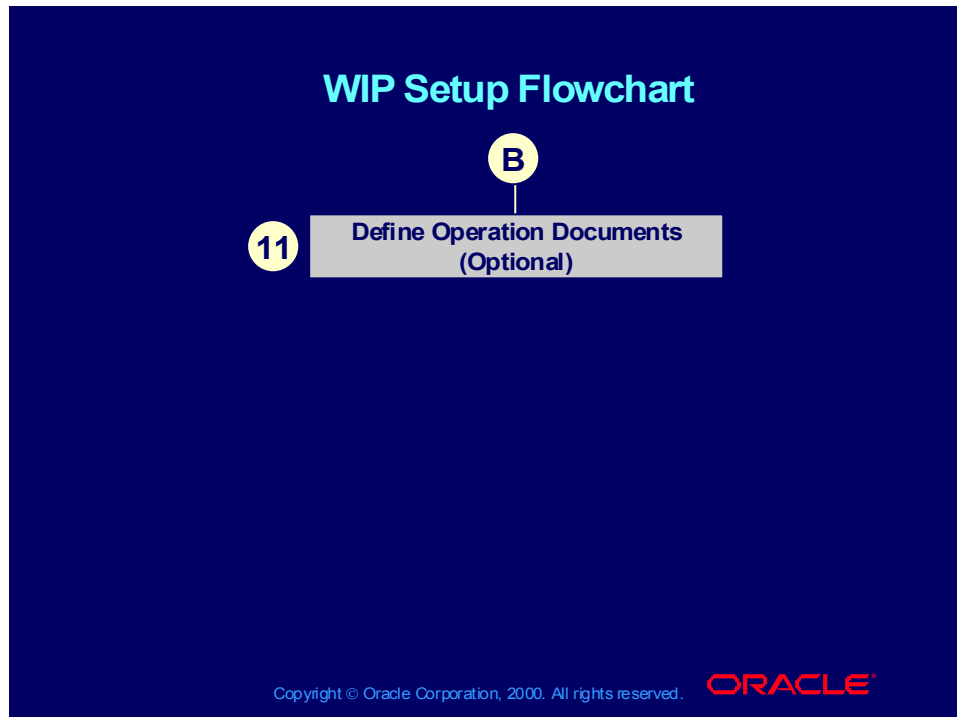 WIP Setup Flowchart
B
11
Define Operation Documents
(Optional)
Copyright © Oracle Corporation, 2000. All rights reserved.
ORACLE®